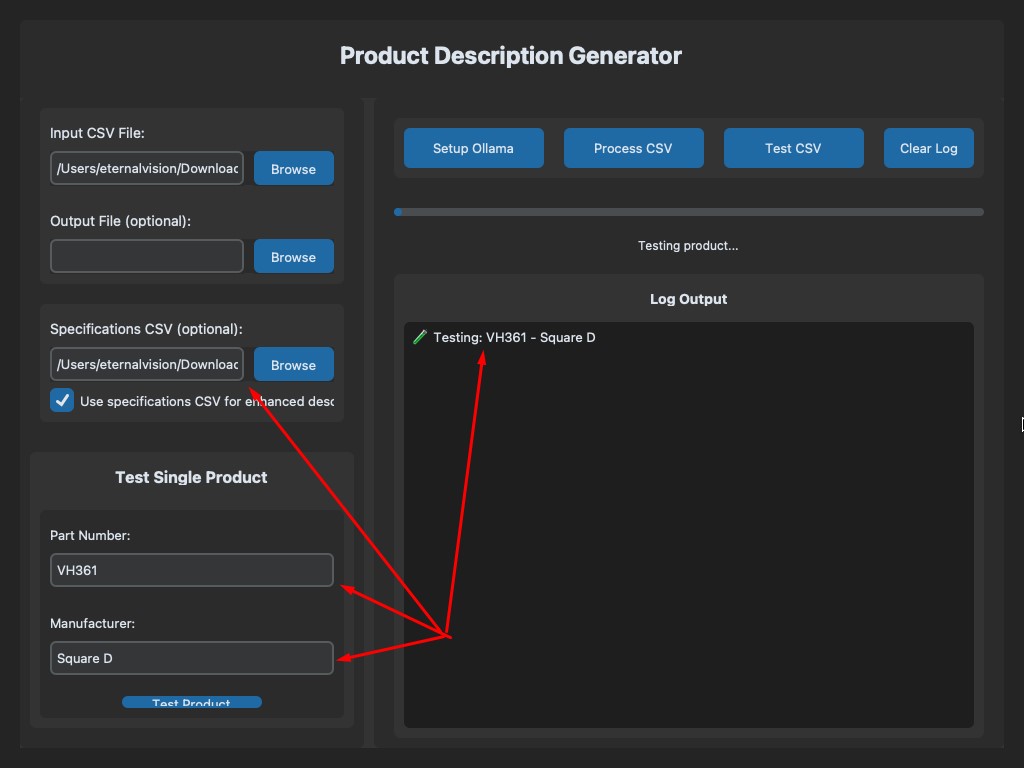 Product Description Generator
Input CSV File:
/Users/eternalvision/Downloac
Browse
Output File (optional):
Browse
Specifications CSV (optional):
/Users/eternalvision/Downloac
Browse
Use specifications CSV for enhanced desc
Test Single Product
Part Number:
VH361
Manufacturer:
Square D
Test Product
Setup Ollama
Process CSV
Test CSV
Clear Log
Testing product...
Log Output
Testing: VH361 - Square D